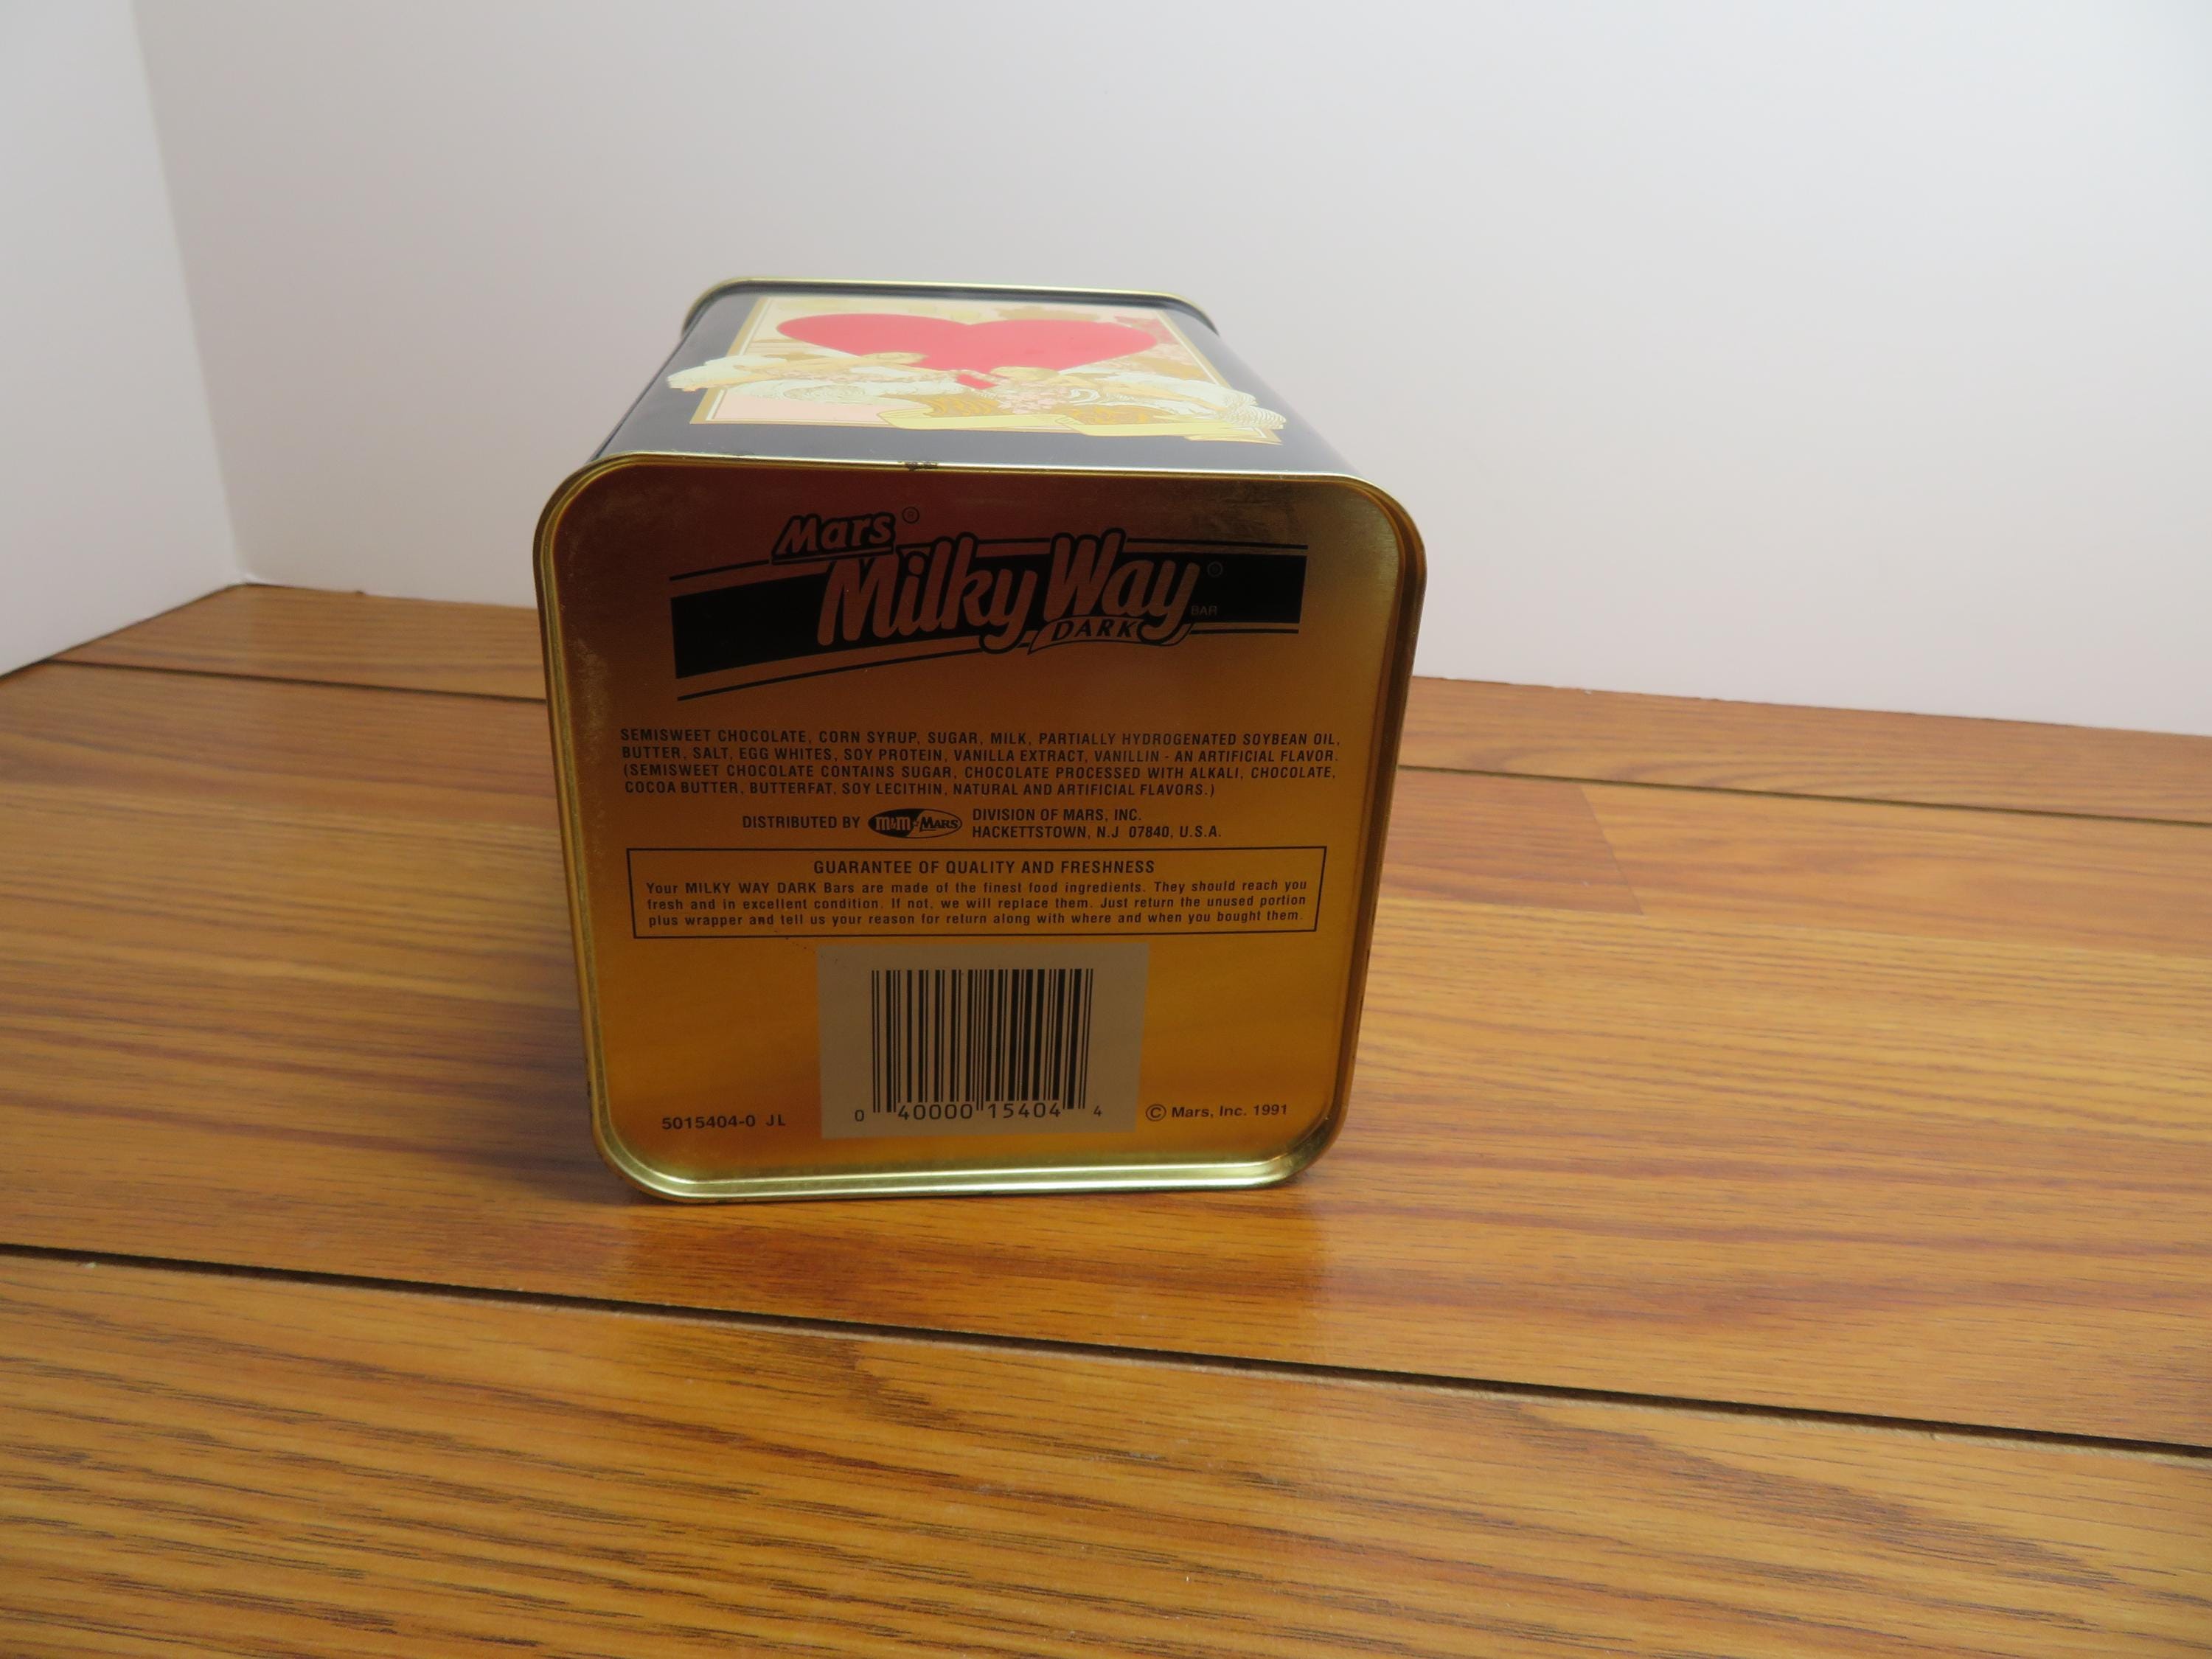 Mars®
Milky Way®
BAR
DARK
SEMISWEET CHOCOLATE, CORN SYRUP, SUGAR, MILK, PARTIALLY HYDROGENATED SOYBEAN OIL,
BUTTER, SALT, EGG WHITES, SOY PROTEIN, VANILLA EXTRACT, VANILLIN - AN ARTIFICIAL FLAVOR.
(SEMISWEET CHOCOLATE CONTAINS SUGAR, CHOCOLATE PROCESSED WITH ALKALI, CHOCOLATE,
COCOA BUTTER, BUTTERFAT, SOY LECITHIN, NATURAL AND ARTIFICIAL FLAVORS.)
DISTRIBUTED BY M&M★MARS DIVISION OF MARS, INC.
HACKETTSTOWN, N.J 07840, U.S.A.
GUARANTEE OF QUALITY AND FRESHNESS
Your MILKY WAY DARK Bars are made of the finest food ingredients. They should reach you
fresh and in excellent condition. If not, we will replace them. Just return the unused portion
plus wrapper and tell us your reason for return along with where and when you bought them.
0 40000 15404 4
5015404-0 JL
© Mars, Inc. 1991